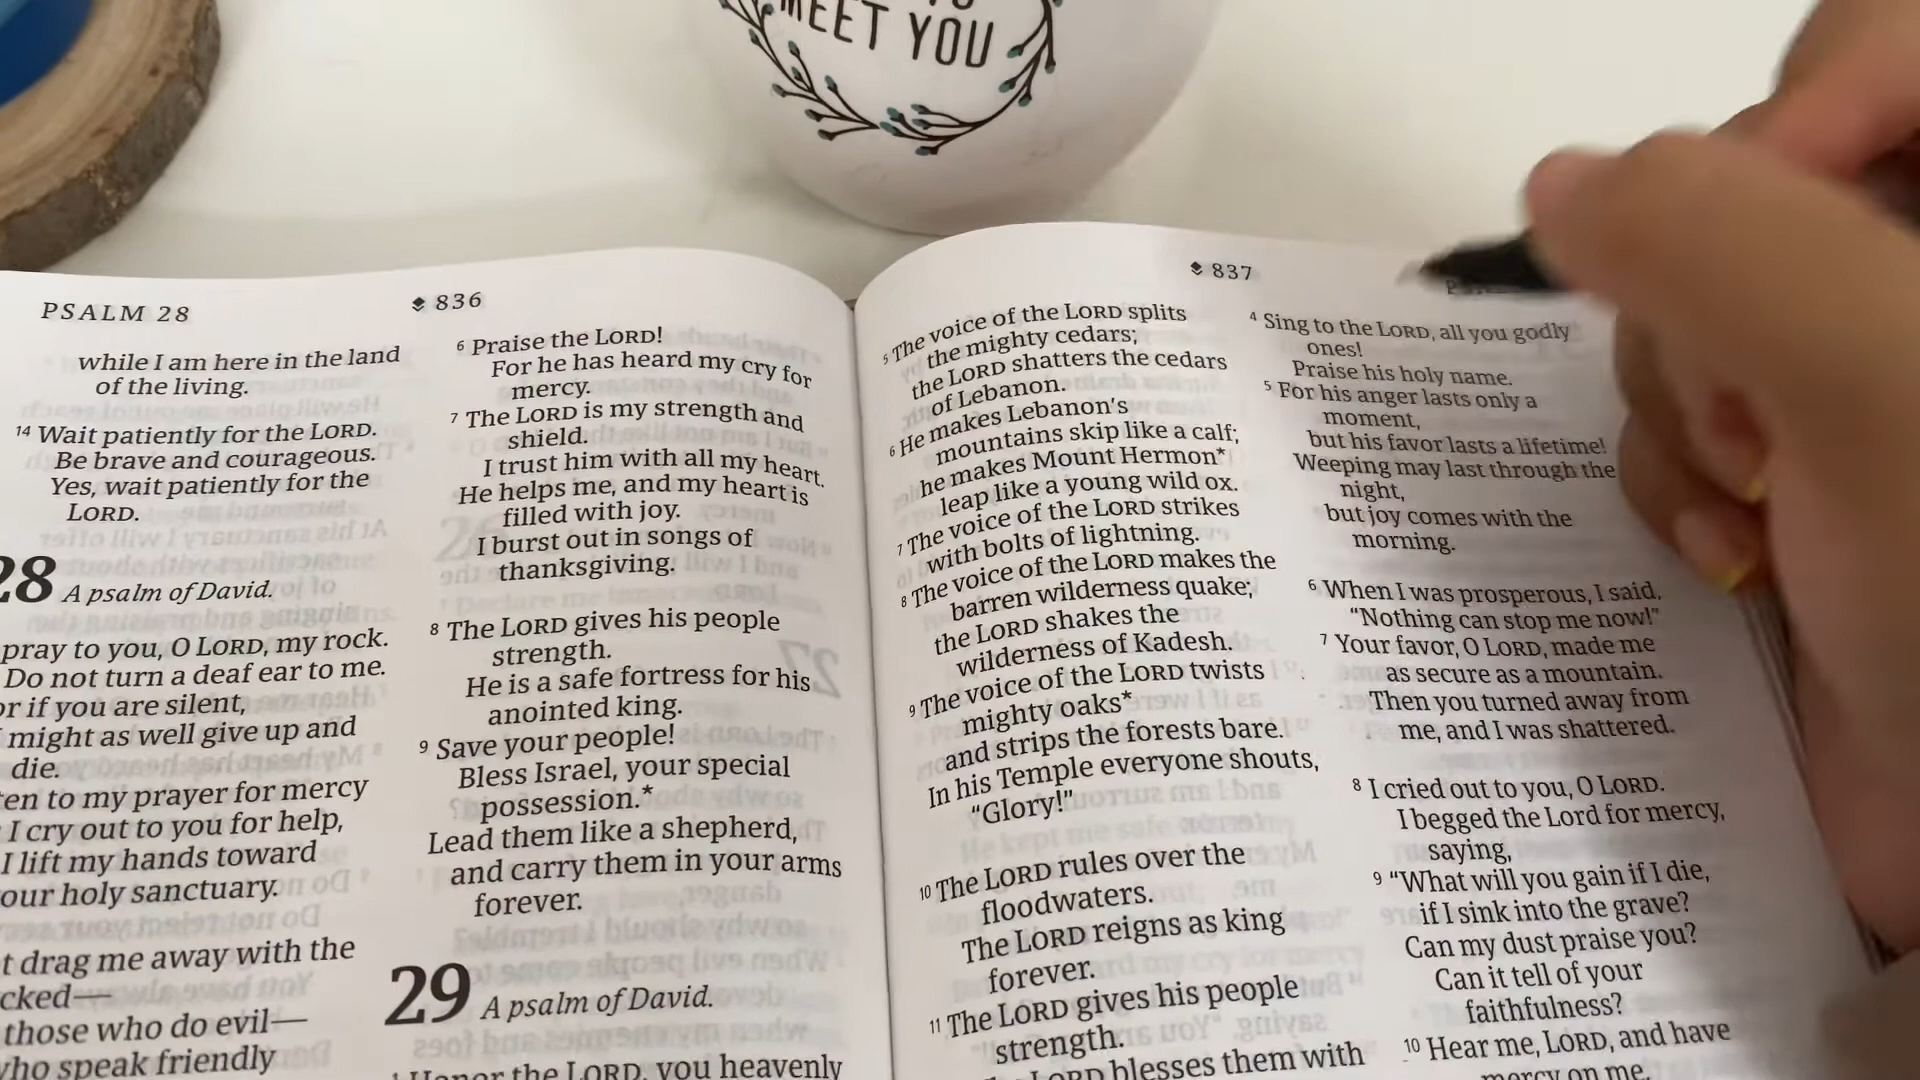 MEET YOU
PSALM 28
836
while I am here in the land
of the living.
14 Wait patiently for the LORD.
Be brave and courageous.
Yes, wait patiently for the
LORD.
28 A psalm of David.
pray to you, O LORD, my rock.
Do not turn a deaf ear to me.
if you are silent,
might as well give up and
die.
to my prayer for mercy
I cry out to you for help,
I lift my hands toward
your holy sanctuary.
drag me away with the
those who do evil—
speak friendly
6 Praise the LORD!
For he has heard my cry for
mercy.
7 The LORD is my strength and
shield.
I trust him with all my heart.
He helps me, and my heart is
filled with joy.
I burst out in songs of
thanksgiving.
8 The LORD gives his people
strength.
He is a safe fortress for his
anointed king.
9 Save your people!
Bless Israel, your special
possession.*
Lead them like a shepherd,
and carry them in your arms
forever.
29 A psalm of David.
1 Honor the LORD, you heavenly
837
5 The voice of the LORD splits
the mighty cedars;
the LORD shatters the cedars
of Lebanon.
6 He makes Lebanon's
mountains skip like a calf;
he makes Mount Hermon*
leap like a young wild ox.
7 The voice of the LORD strikes
with bolts of lightning.
8 The voice of the LORD makes the
barren wilderness quake;
the LORD shakes the
wilderness of Kadesh.
9 The voice of the LORD twists
mighty oaks*
and strips the forests bare.
In his Temple everyone shouts,
“Glory!”
10 The LORD rules over the
floodwaters.
The LORD reigns as king
forever.
11 The LORD gives his people
strength.
LORD blesses them with
4 Sing to the LORD, all you godly
ones!
Praise his holy name.
5 For his anger lasts only a
moment,
but his favor lasts a lifetime!
Weeping may last through the
night,
but joy comes with the
morning.
6 When I was prosperous, I said,
“Nothing can stop me now!”
7 Your favor, O LORD, made me
as secure as a mountain.
Then you turned away from
me, and I was shattered.
8 I cried out to you, O LORD.
I begged the Lord for mercy,
saying,
9 “What will you gain if I die,
if I sink into the grave?
Can my dust praise you?
Can it tell of your
faithfulness?
10 Hear me, LORD, and have
mercy on me.